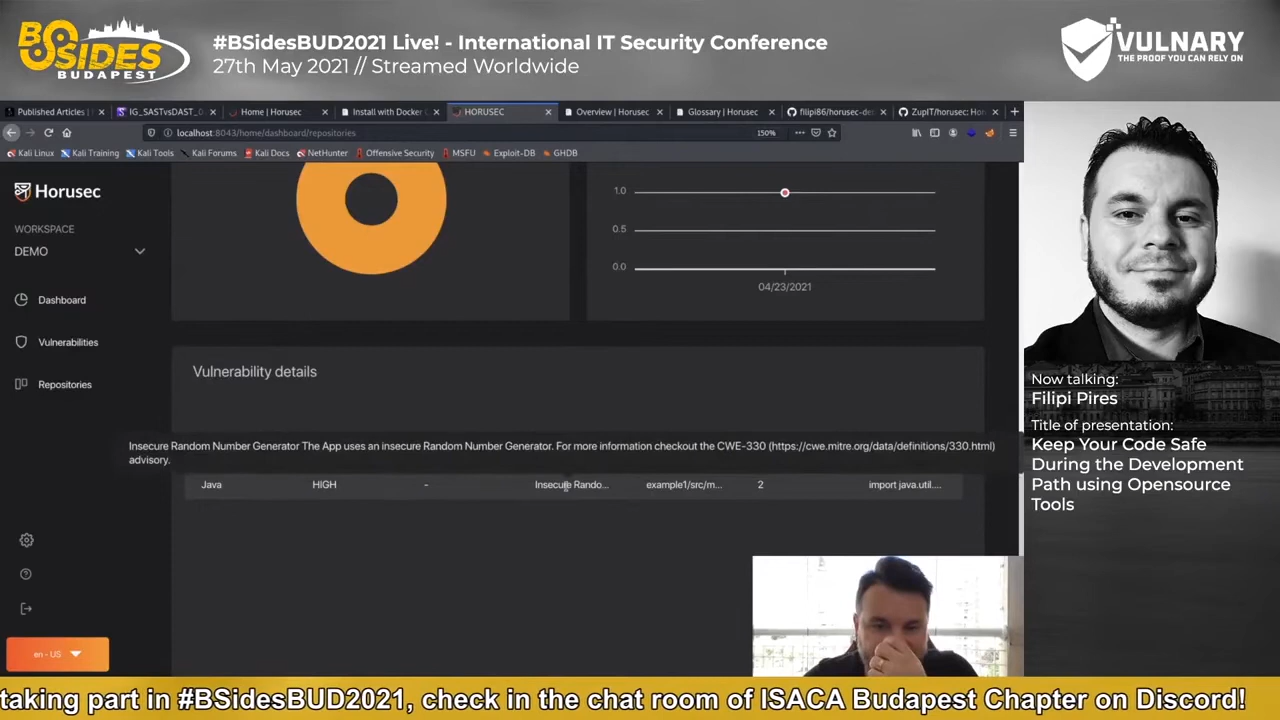 BSIDES
BUDAPEST
#BSidesBUD2021 Live! - International IT Security Conference
27th May 2021 // Streamed Worldwide
VULNARY
THE PROOF YOU CAN RELY ON
Published Articles |
IG_SASTvsDAST_
Home | Horusec
Install with Docker
HORUSEC
Overview | Horusec
Glossary | Horusec
filipi86/horusec-de
ZupIT/horusec:
localhost:8043/home/dashboard/repositories
150%
Kali Linux
Kali Training
Kali Tools
Kali Forums
Kali Docs
NetHunter
Offensive Security
MSFU
Exploit-DB
GHDB
Horusec
WORKSPACE
DEMO
Dashboard
Vulnerabilities
Repositories
en - US
1.0
0.5
0.0
04/23/2021
Vulnerability details
Insecure Random Number Generator The App uses an insecure Random Number Generator. For more information checkout the CWE-330 (https://cwe.mitre.org/data/definitions/330.html)
advisory.
Java HIGH - Insecure Rando... example1/src/m... 2 import java.util....
Now talking:
Filipi Pires
Title of presentation:
Keep Your Code Safe
During the Development
Path using Opensource
Tools
taking part in #BSidesBUD2021, check in the chat room of ISACA Budapest Chapter on Discord!